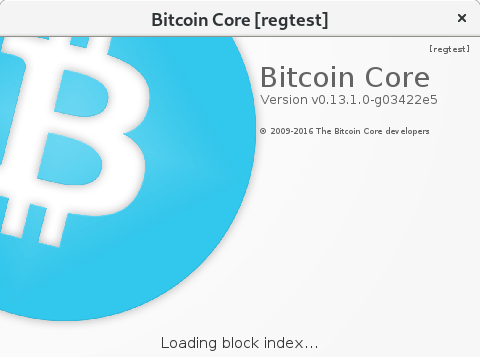 Bitcoin Core [regtest]
[regtest]
Bitcoin Core
Version v0.13.1.0-g03422e5
© 2009-2016 The Bitcoin Core developers
Loading block index...